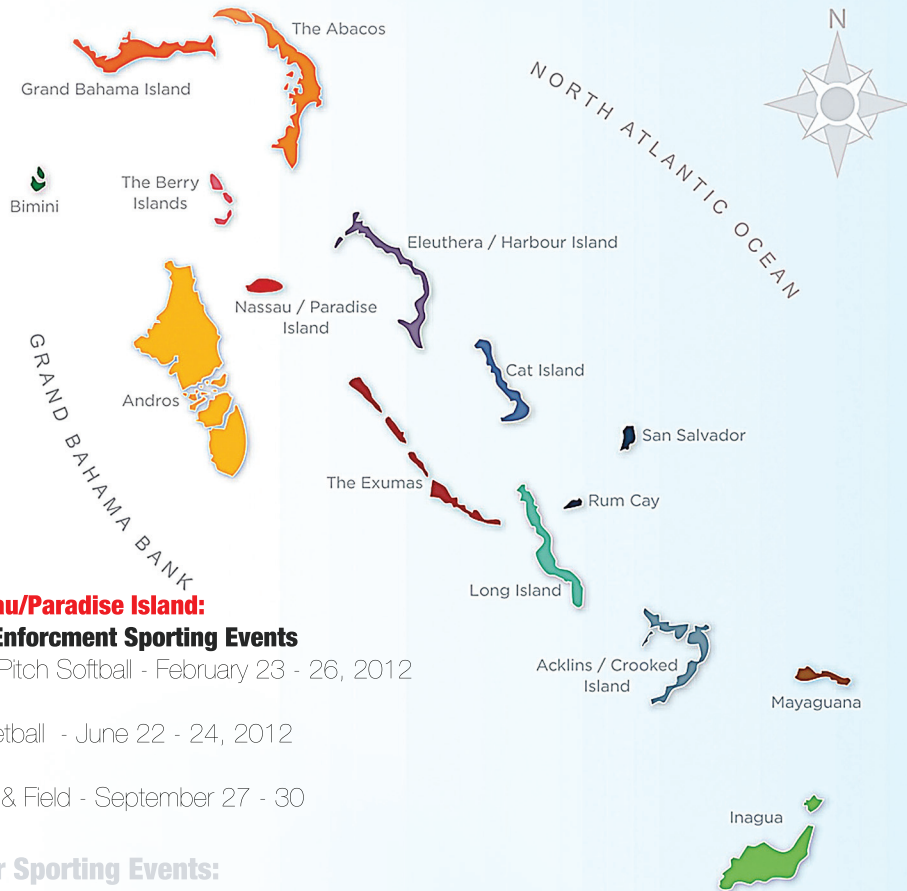 The Abacos
N
Grand Bahama Island
NORTH ATLANTIC OCEAN
The Berry
Islands
Bimini
Eleuthera / Harbour Island
Nassau / Paradise
Island
GRAND BAHAMA BANK
Cat Island
Andros
San Salvador
The Exumas
Rum Cay
Long Island
au/Paradise Island:
Enforcment Sporting Events
Pitch Softball - February 23 - 26, 2012
Acklins / Crooked
Island
Mayaguana
etball - June 22 - 24, 2012
& Field - September 27 - 30
Inagua
r Sporting Events: